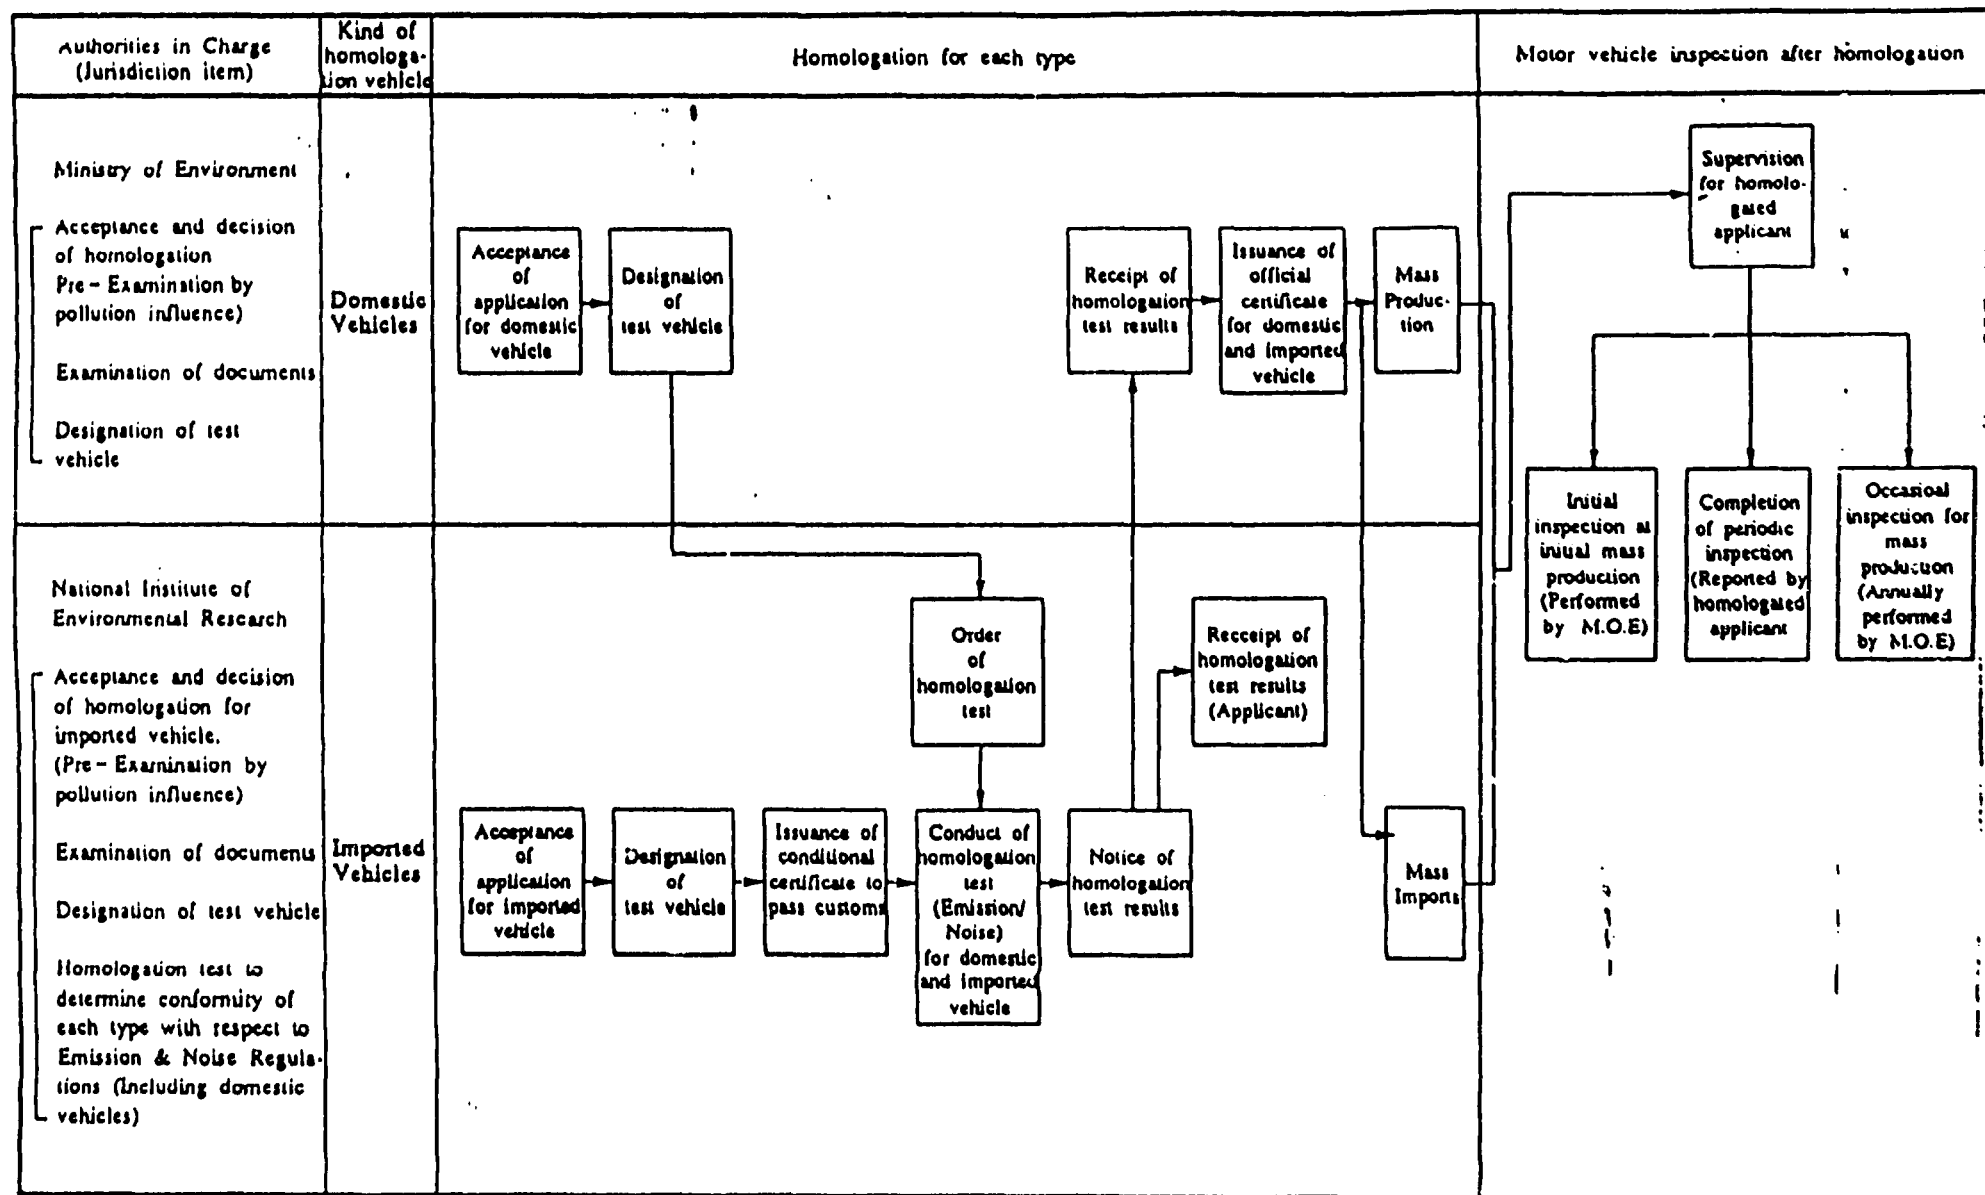 Authorities in Charge
(Jurisdiction item)
Kind of
homologa-
tion vehicle
Homologation for each type
Motor vehicle inspection after homologation
Ministry of Environment
Acceptance and decision
of homologation
Pre-Examination by
pollution influence)
Examination of documents
Designation of test
vehicle
Domestic
Vehicles
Acceptance
of
application
for domestic
vehicle
Designation
of
test vehicle
Receipt of
homologation
test results
Issuance of
official
certificate
for domestic
and imported
vehicle
Mass
Produc-
tion
Supervision
for homolo-
gated
applicant
Initial
inspection at
initial mass
production
(Performed
by M.O.E)
Completion
of periodic
inspection
(Reported by
homologated
applicant
Occasioal
inspection for
mass
production
(Annually
performed
by M.O.E)
National Institute of
Environmental Research
Acceptance and decision
of homologation for
imported vehicle.
(Pre-Examination by
pollution influence)
Examination of documents
Designation of test vehicle
Homologation test to
determine conformity of
each type with respect to
Emission & Noise Regula-
tions (Including domestic
vehicles)
Imported
Vehicles
Order
of
homologation
test
Recceipt of
homologation
test results
(Applicant)
Acceptance
of
application
for imported
vehicle
Designation
of
test vehicle
Issuance of
conditional
certificate to
pass customs
Conduct of
homologation
test
(Emission/
Noise)
for domestic
and imported
vehicle
Notice of
homologation
test results
Mass
Imports